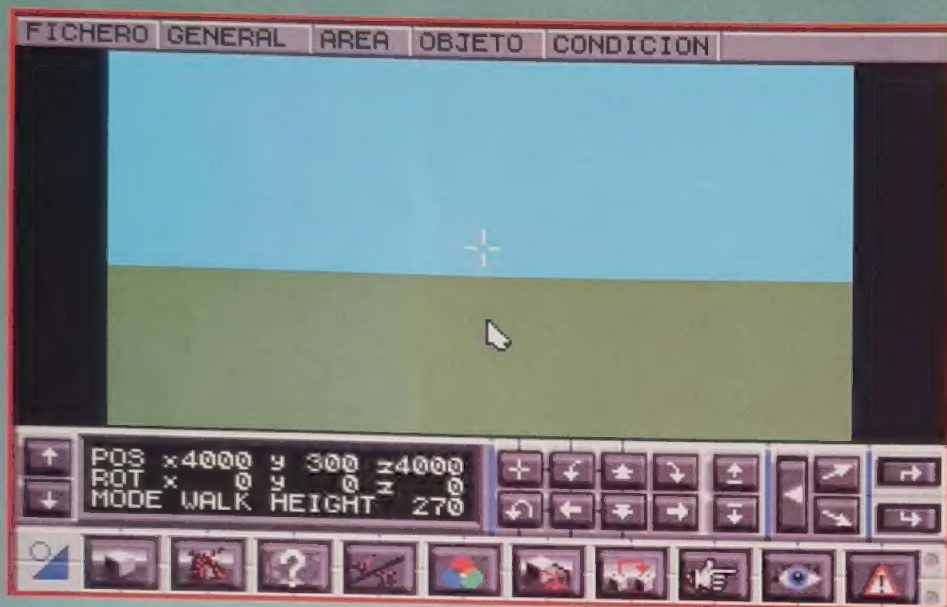 FICHERO GENERAL AREA OBJETO CONDICION
POS x4000 y 300 z4000
ROT x 0 y 0 z 0
MODE WALK HEIGHT 270